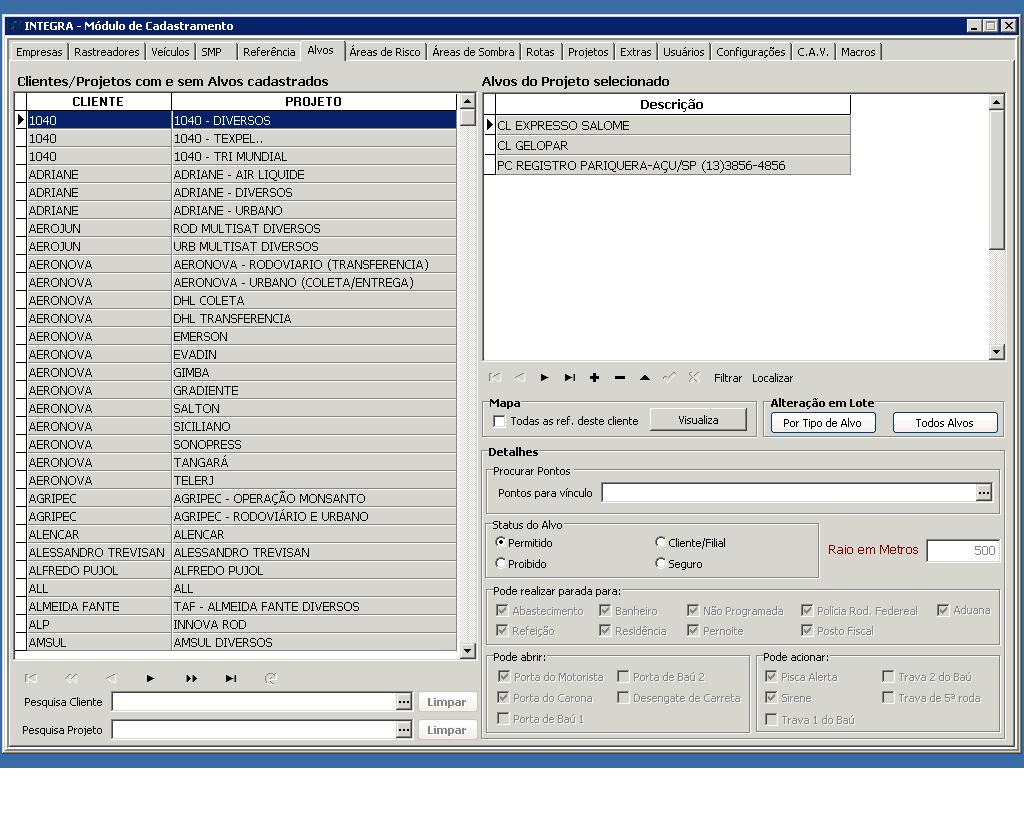 INTEGRA - Módulo de Cadastramento
Empresas Rastreadores Veículos SMP Referência Alvos Áreas de Risco Áreas de Sombra Rotas Projetos Extras Usuários Configurações C.A.V. Macros
Clientes/Projetos com e sem Alvos cadastrados
CLIENTE PROJETO
1040 1040 - DIVERSOS
1040 1040 - TEXPEL..
1040 1040 - TRI MUNDIAL
ADRIANE ADRIANE - AIR LIQUIDE
ADRIANE ADRIANE - DIVERSOS
ADRIANE ADRIANE - URBANO
AEROJUN ROD MULTISAT DIVERSOS
AEROJUN URB MULTISAT DIVERSOS
AERONOVA AERONOVA - RODOVIARIO (TRANSFERENCIA)
AERONOVA AERONOVA - URBANO (COLETA/ENTREGA)
AERONOVA DHL COLETA
AERONOVA DHL TRANSFERENCIA
AERONOVA EMERSON
AERONOVA EVADIN
AERONOVA GIMBA
AERONOVA GRADIENTE
AERONOVA SALTON
AERONOVA SICILIANO
AERONOVA SONOPRESS
AERONOVA TANGARÁ
AERONOVA TELERJ
AGRIPEC AGRIPEC - OPERAÇÃO MONSANTO
AGRIPEC AGRIPEC - RODOVIÁRIO E URBANO
ALENCAR ALENCAR
ALESSANDRO TREVISAN ALESSANDRO TREVISAN
ALFREDO PUJOL ALFREDO PUJOL
ALL ALL
ALMEIDA FANTE TAF - ALMEIDA FANTE DIVERSOS
ALP INNOVA ROD
AMSUL AMSUL DIVERSOS
Pesquisa Cliente ... Limpar
Pesquisa Projeto ... Limpar
Alvos do Projeto selecionado
Descrição
CL EXPRESSO SALOME
CL GELOPAR
PC REGISTRO PARIQUERA-AÇU/SP (13)3856-4856
Filtrar Localizar
Mapa
Todas as ref. deste cliente Visualiza
Alteração em Lote
Por Tipo de Alvo Todos Alvos
Detalhes
Procurar Pontos
Pontos para vínculo ...
Status do Alvo
Permitido Cliente/Filial
Proibido Seguro
Raio em Metros 500
Pode realizar parada para:
Abastecimento Banheiro Não Programada Polícia Rod. Federeal Aduana
Refeição Residência Pernoite Posto Fiscal
Pode abrir:
Porta do Motorista Porta de Baú 2
Porta do Carona Desengate de Carreta
Porta de Baú 1
Pode acionar:
Pisca Alerta Trava 2 do Baú
Sirene Trava de 5ª roda
Trava 1 do Baú